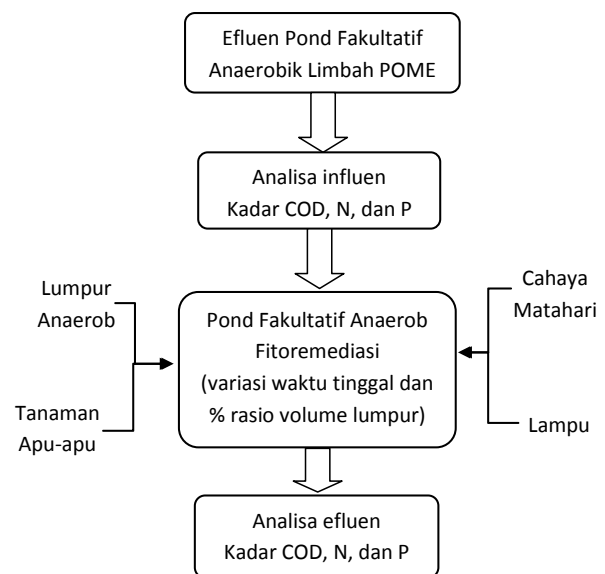 Efluen Pond Fakultatif
Anaerobik Limbah POME
Analisa influen
Kadar COD, N, dan P
Lumpur
Anaerob
Tanaman
Apu-apu
Pond Fakultatif Anaerob
Fitoremediasi
(variasi waktu tinggal dan
% rasio volume lumpur)
Cahaya
Matahari
Lampu
Analisa efluen
Kadar COD, N, dan P